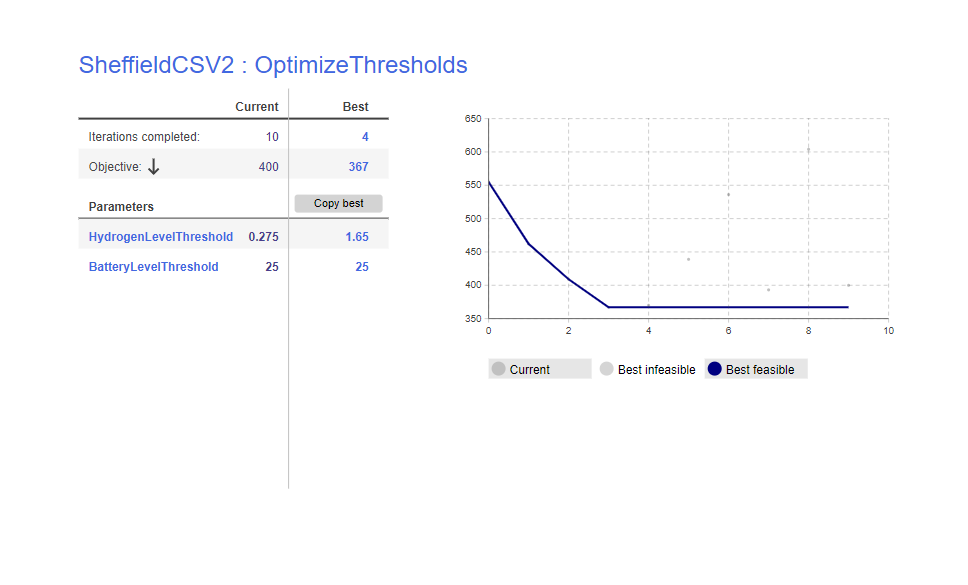 SheffieldCSV2 : OptimizeThresholds
Current Best
Iterations completed: 10 4
Objective: 400 367
Parameters Copy best
HydrogenLevelThreshold 0.275 1.65
BatteryLevelThreshold 25 25
650
600
550
500
450
400
350
0 2 4 6 8 10
Current Best infeasible Best feasible